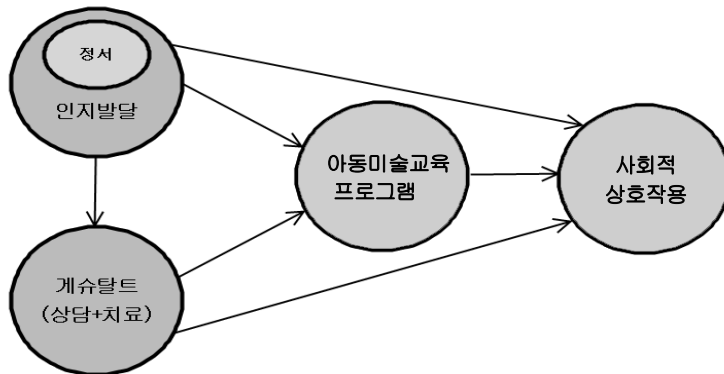 정서
인지발달
아동미술교육
프로그램
사회적
상호작용
게슈탈트
(상담+치료)